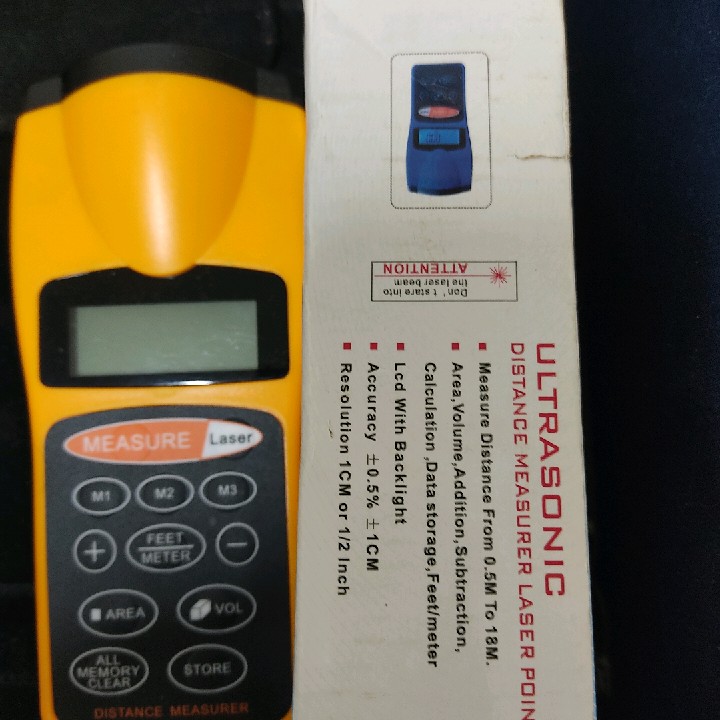 MEASURE Laser
M1 M2 M3
+ FEET −
METER
AREA VOL
ALL
MEMORY
CLEAR
STORE
DISTANCE MEASURER
ATTENTION
Don't stare into
the laser beam
ULTRASONIC
DISTANCE MEASURER LASER POIN
Measure Distance From 0.5M To 18M.
Area,Volume,Addition,Subtraction,
Calculation ,Data storage,Feet/meter
Lcd With Backlight
Accuracy ±0.5% ±1CM
Resolution 1CM or 1/2 Inch